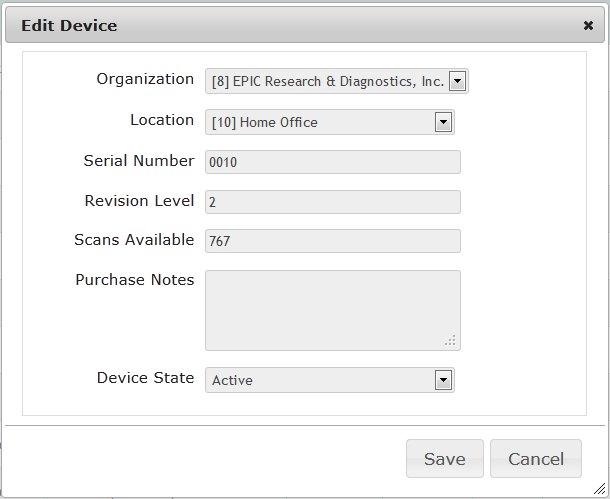 Edit Device
Organization [8] EPIC Research & Diagnostics, Inc.
Location [10] Home Office
Serial Number 0010
Revision Level 2
Scans Available 767
Purchase Notes
Device State Active
Save Cancel